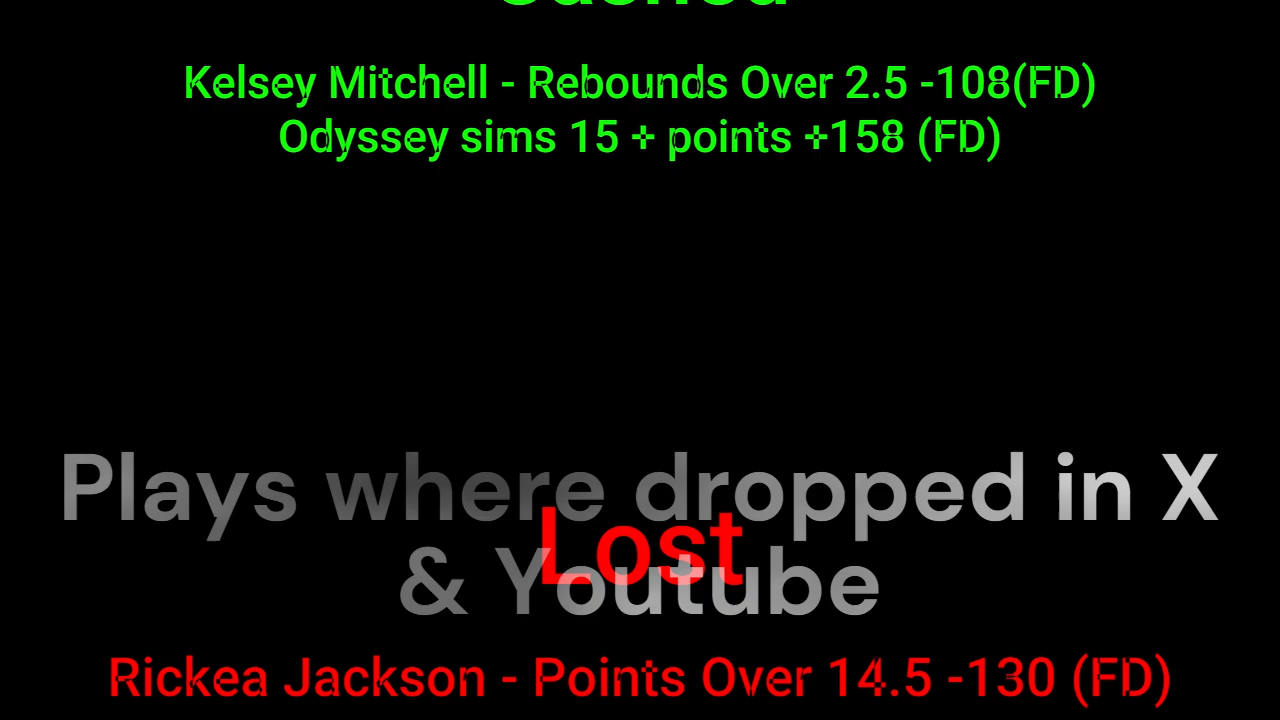 Kelsey Mitchell - Rebounds Over 2.5 -108(FD)
Odyssey sims 15 + points +158 (FD)
Plays where dropped in X
Lost
& Youtube
Rickea Jackson - Points Over 14.5 -130 (FD)